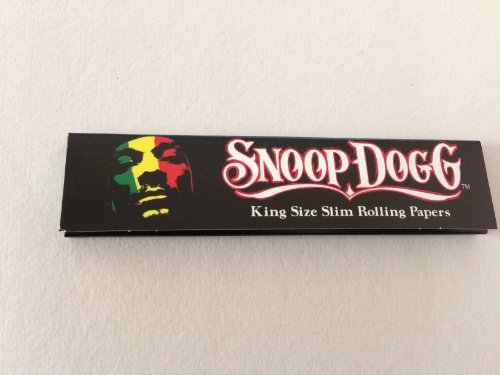 SNOOP DOGG™
King Size Slim Rolling Papers